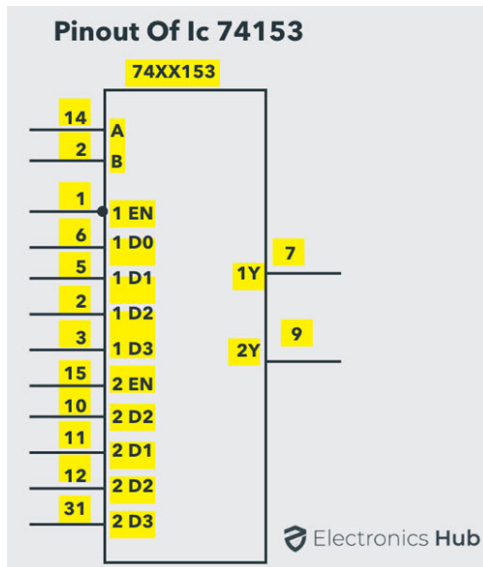 Pinout Of Ic 74153
74XX153
14 A
2 B
1 1 EN
6 1 D0
5 1 D1
2 1 D2
3 1 D3
15 2 EN
10 2 D2
11 2 D1
12 2 D2
31 2 D3
1Y 7
2Y 9
Electronics Hub